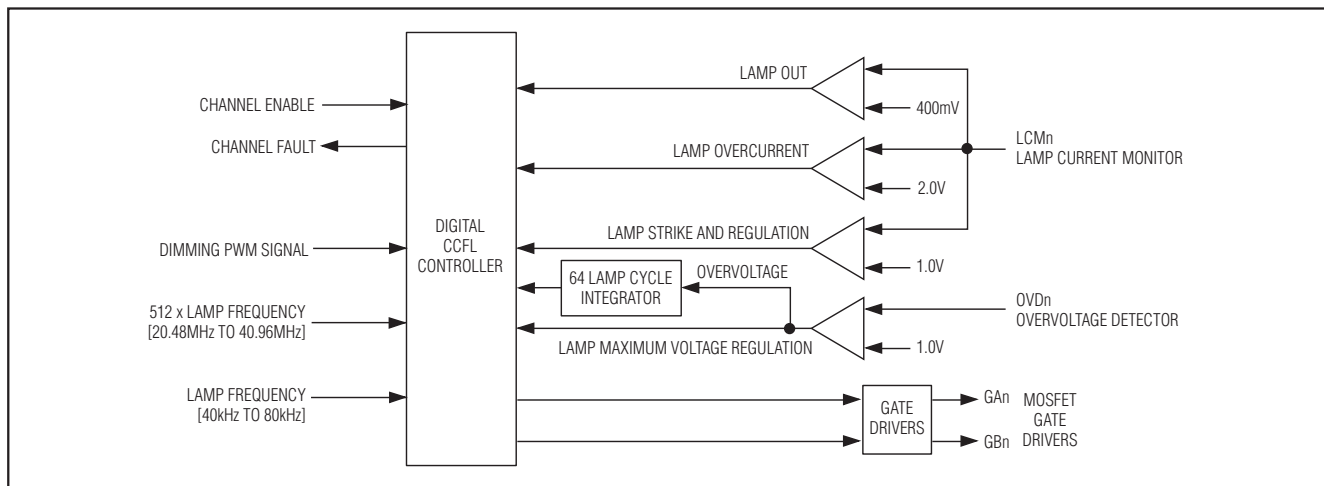 CHANNEL ENABLE
CHANNEL FAULT
DIMMING PWM SIGNAL
512 x LAMP FREQUENCY
[20.48MHz TO 40.96MHz]
LAMP FREQUENCY
[40kHz TO 80kHz]
DIGITAL
CCFL
CONTROLLER
LAMP OUT
400mV
LAMP OVERCURRENT
2.0V
LCMn
LAMP CURRENT MONITOR
LAMP STRIKE AND REGULATION
1.0V
64 LAMP CYCLE
INTEGRATOR
OVERVOLTAGE
LAMP MAXIMUM VOLTAGE REGULATION
1.0V
OVDn
OVERVOLTAGE DETECTOR
GATE
DRIVERS
GAn
GBn
MOSFET
GATE
DRIVERS